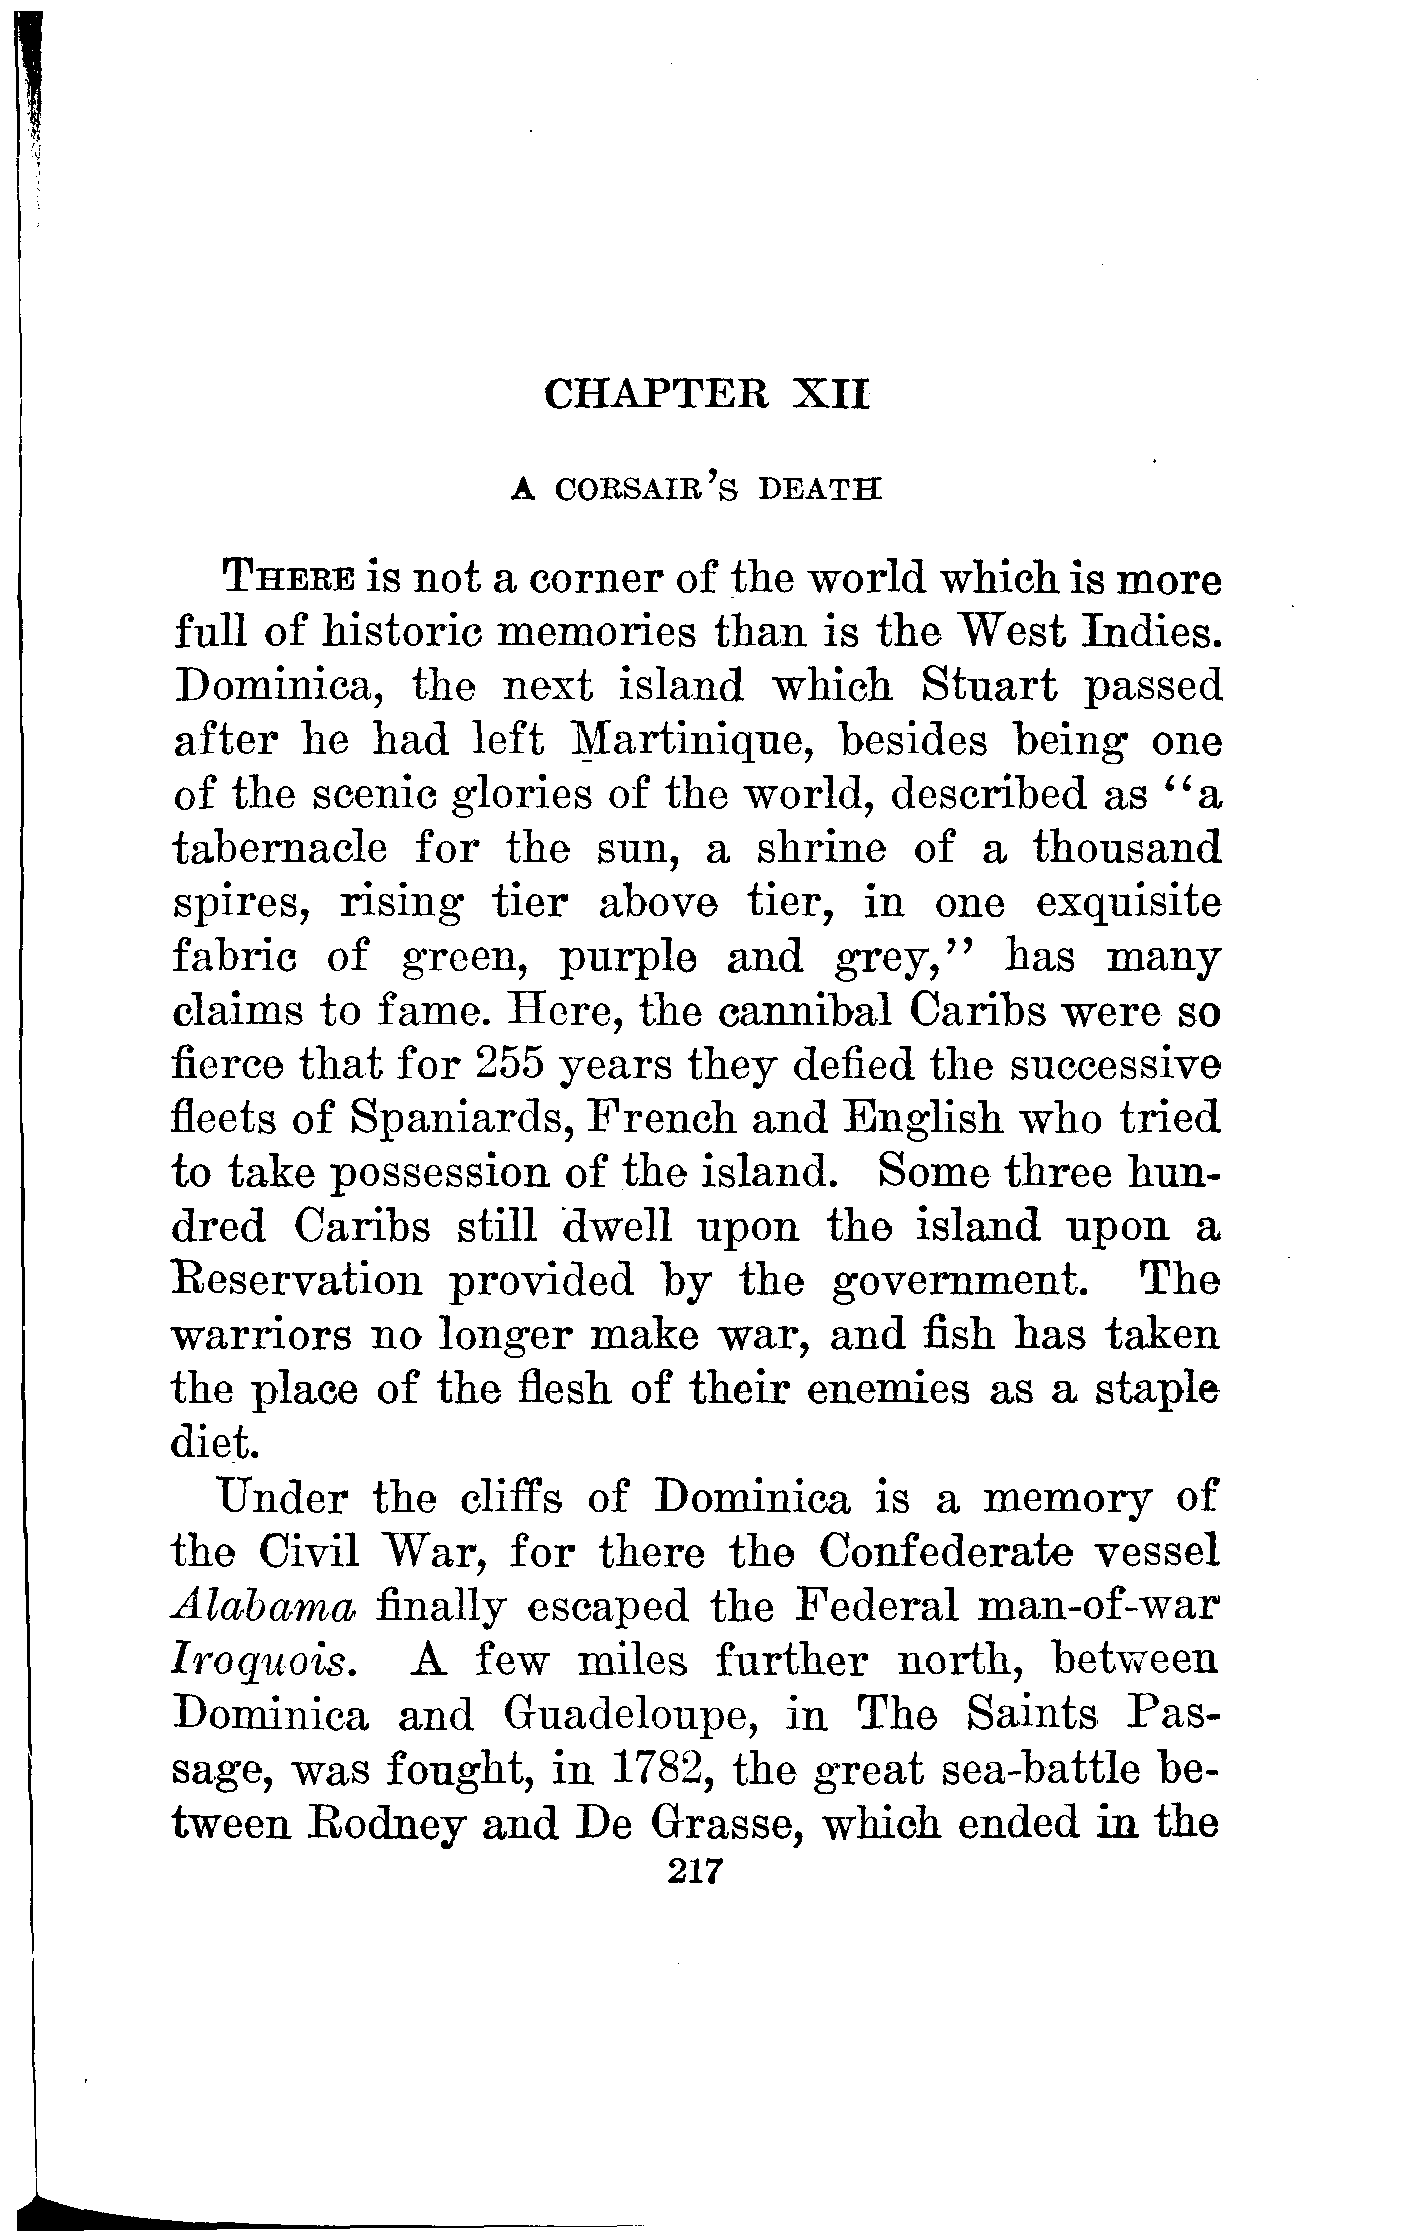 CHAPTER XII
A CORSAIR'S DEATH
THERE is not a corner of the world which is more
full of historic memories than is the West Indies.
Dominica, the next island which Stuart passed
after he had left Martinique, besides being one
of the scenic glories of the world, described as "a
tabernacle for the sun, a shrine of a thousand
spires, rising tier above tier, in one exquisite
fabric of green, purple and grey," has many
claims to fame. Here, the cannibal Caribs were so
fierce that for 255 years they defied the successive
fleets of Spaniards, French and English who tried
to take possession of the island. Some three hun-
dred Caribs still dwell upon the island upon a
Reservation provided by the government. The
warriors no longer make war, and fish has taken
the place of the flesh of their enemies as a staple
diet.
Under the cliffs of Dominica is a memory of
the Civil War, for there the Confederate vessel
Alabama finally escaped the Federal man-of-war
Iroquois. A few miles further north, between
Dominica and Guadeloupe, in The Saints Pas-
sage, was fought, in 1782, the great sea-battle be-
tween Rodney and De Grasse, which ended in the
217